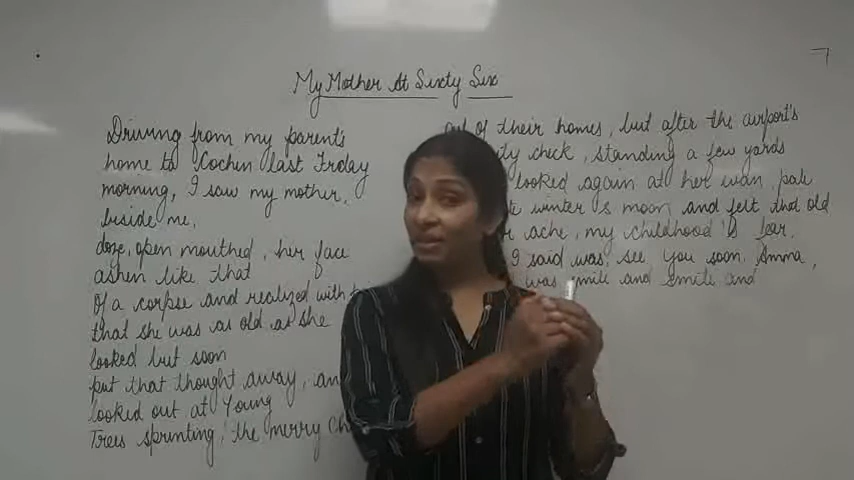 My Mother At Sixty Six
Driving from my parent's
home to Cochin last Friday
morning, I saw my mother,
beside me,
doze, open mouthed, her face
ashen like that
of a corpse and realized with
that she was as old as she
looked but soon
put that thought away, an
looked out at Young
Trees sprinting, the merry ch
out of their homes, but after the airport's
ty check, standing a few yards
looked again at her wan, pale
winter's moon and felt that old
ache, my childhood's fear,
I said was, see you soon, Amma,
was smile and smile and